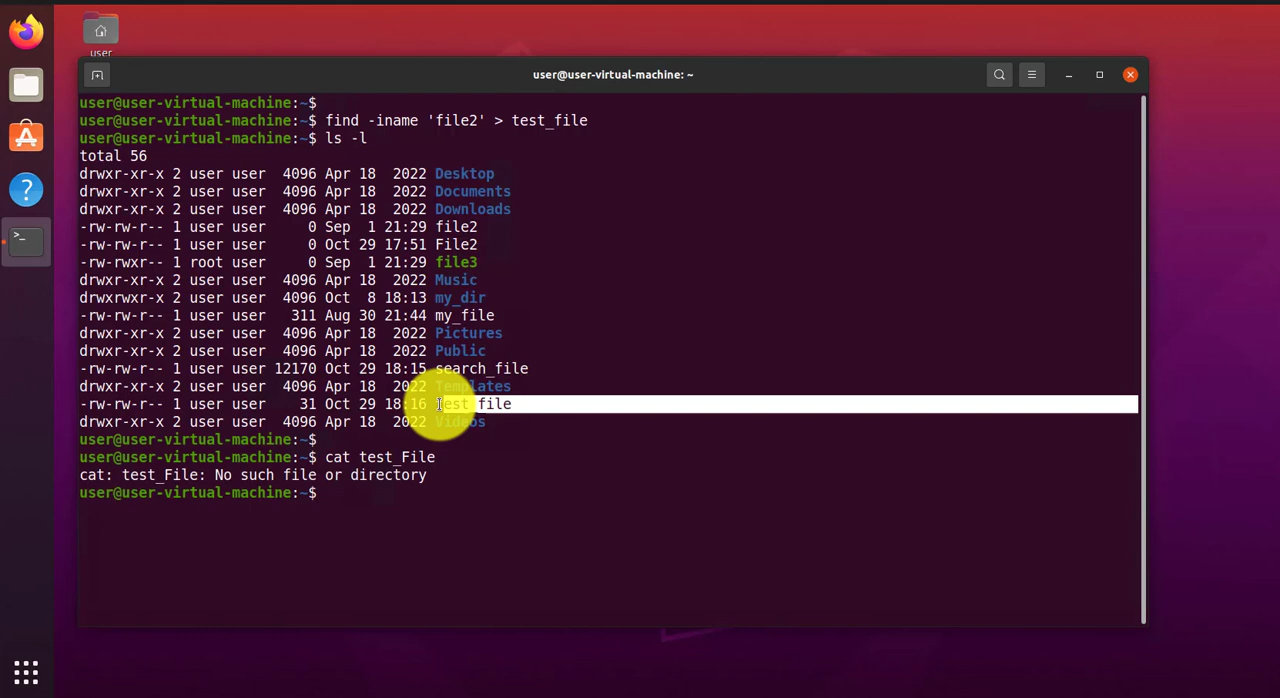 user
user@user-virtual-machine: ~
user@user-virtual-machine:~$
user@user-virtual-machine:~$ find -iname 'file2' > test_file
user@user-virtual-machine:~$ ls -l
total 56
drwxr-xr-x 2 user user  4096 Apr 18  2022 Desktop
drwxr-xr-x 2 user user  4096 Apr 18  2022 Documents
drwxr-xr-x 2 user user  4096 Apr 18  2022 Downloads
-rw-rw-r-- 1 user user     0 Sep  1 21:29 file2
-rw-rw-r-- 1 user user     0 Oct 29 17:51 File2
-rw-rwxr-- 1 root user     0 Sep  1 21:29 file3
drwxr-xr-x 2 user user  4096 Apr 18  2022 Music
drwxrwxr-x 2 user user  4096 Oct  8 18:13 my_dir
-rw-rw-r-- 1 user user   311 Aug 30 21:44 my_file
drwxr-xr-x 2 user user  4096 Apr 18  2022 Pictures
drwxr-xr-x 2 user user  4096 Apr 18  2022 Public
-rw-rw-r-- 1 user user 12170 Oct 29 18:15 search_file
drwxr-xr-x 2 user user  4096 Apr 18  2022 Templates
-rw-rw-r-- 1 user user    31 Oct 29 18:16 test_file
drwxr-xr-x 2 user user  4096 Apr 18  2022 Videos
user@user-virtual-machine:~$
user@user-virtual-machine:~$ cat test_File
cat: test_File: No such file or directory
user@user-virtual-machine:~$